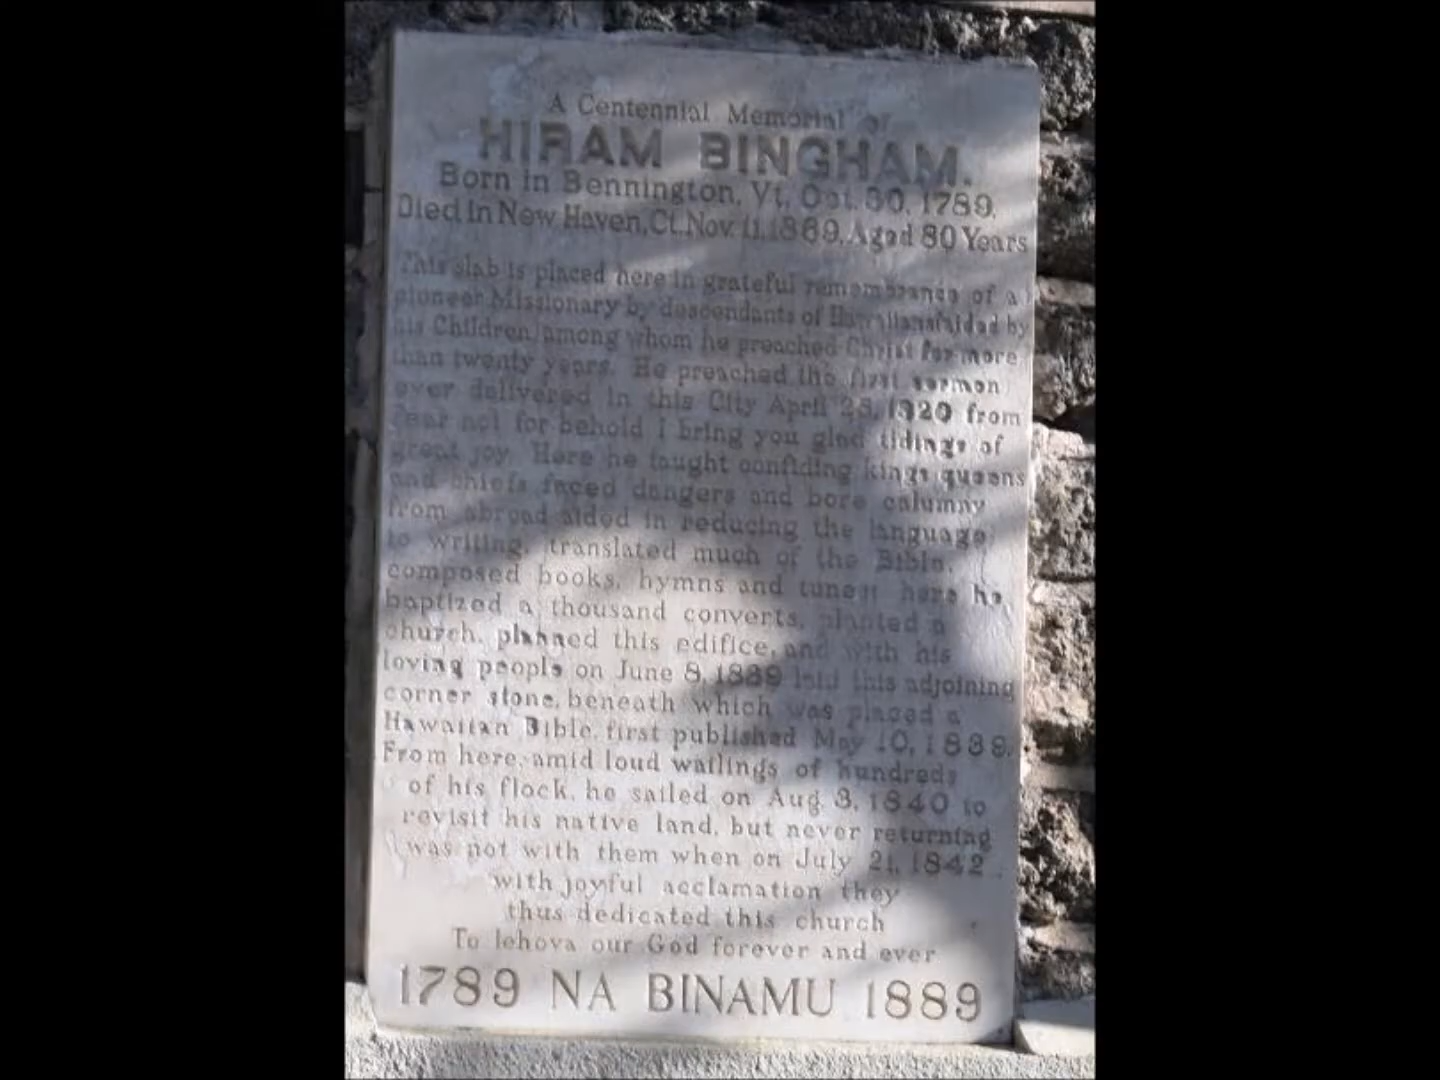 A Centennial Memorial of
HIRAM BINGHAM.
Born in Bennington, Vt, Oct. 30, 1789.
Died in New Haven, Ct. Nov. 11, 1869, Aged 80 Years
This slab is placed here in grateful remembrance of a
pioneer Missionary by descendants of Hawaiians(aided by
his Children)among whom he preached Christ for more
than twenty years. He preached the first sermon
ever delivered in this City April 25, 1820 from
Fear not for behold I bring you glad tidings of
great joy. Here he taught confiding kings queens
and chiefs faced dangers and bore calumny
from abroad aided in reducing the language
to writing, translated much of the Bible,
composed books, hymns and tunes; here he
baptized a thousand converts, planted a
church, planned this edifice, and with his
loving people on June 8, 1839 laid this adjoining
corner stone, beneath which was placed a
Hawaiian Bible, first published May 10, 1839.
From here, amid loud wailings of hundreds
of his flock, he sailed on Aug. 3, 1840 to
revisit his native land, but never returning
was not with them when on July 21, 1842
with joyful acclamation they
thus dedicated this church
To Iehova our God forever and ever
1789 NA BINAMU 1889